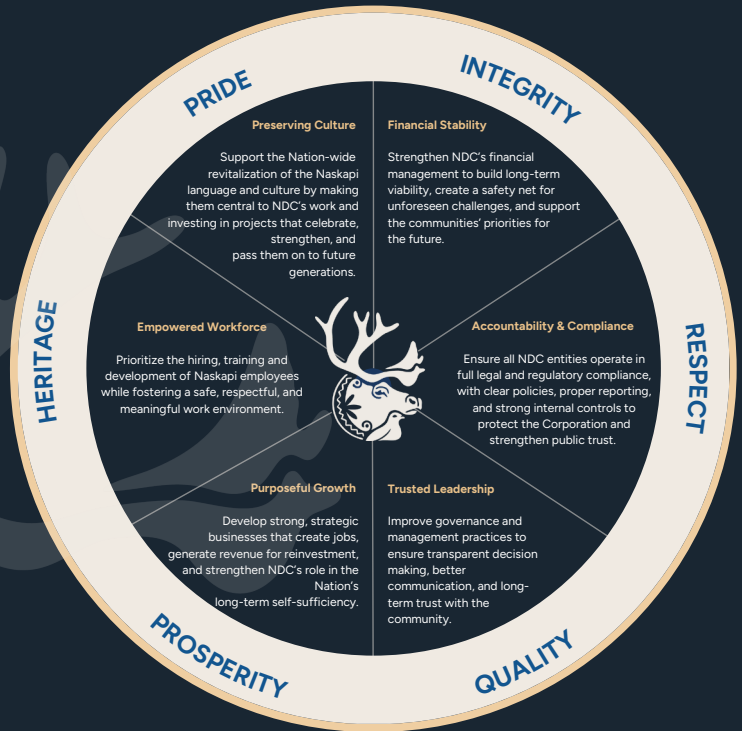 PRIDE
INTEGRITY
Preserving Culture
Support the Nation-wide
revitalization of the Naskapi
language and culture by making
them central to NDC's work and
investing in projects that celebrate,
strengthen, and
pass them on to future
generations.
Financial Stability
Strengthen NDC's financial
management to build long-term
viability, create a safety net for
unforeseen challenges, and support
the communities' priorities for
the future.
HERITAGE
Empowered Workforce
Prioritize the hiring, training and
development of Naskapi employees
while fostering a safe, respectful, and
meaningful work environment.
Accountability & Compliance
Ensure all NDC entities operate in
full legal and regulatory compliance,
with clear policies, proper reporting,
and strong internal controls to
protect the Corporation and
strengthen public trust.
RESPECT
Purposeful Growth
Develop strong, strategic
businesses that create jobs,
generate revenue for reinvestment,
and strengthen NDC's role in the
Nation's
long-term self-sufficiency.
Trusted Leadership
Improve governance and
management practices to
ensure transparent decision
making, better
communication, and long-
term trust with the
community.
PROSPERITY
QUALITY